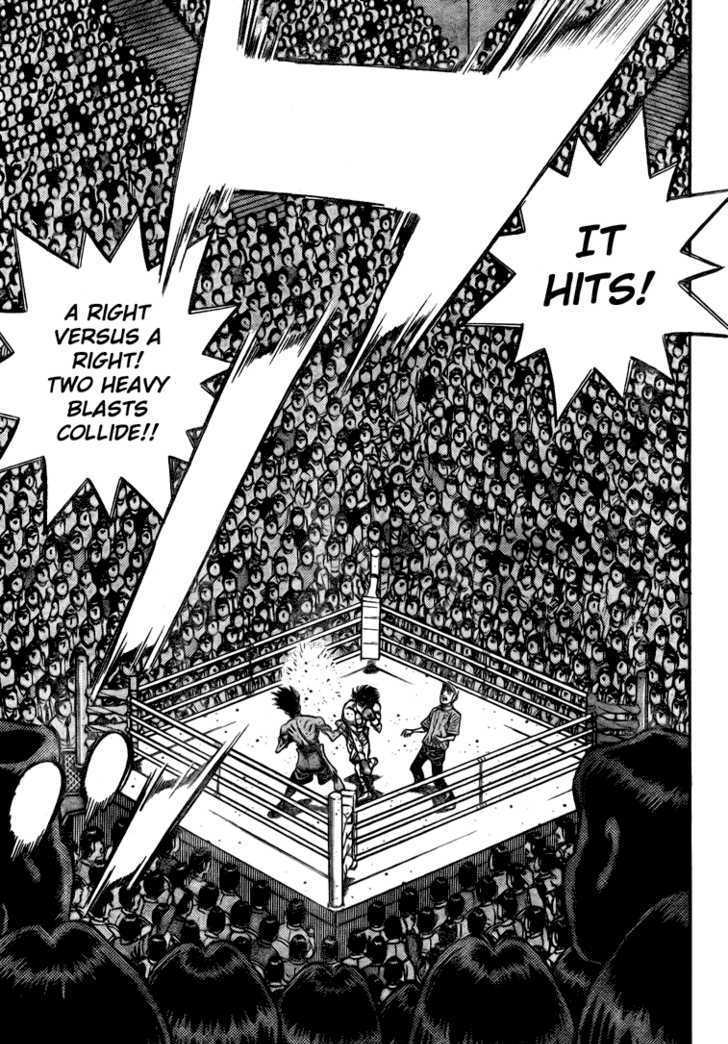 IT
HITS!
A RIGHT
VERSUS A
RIGHT!
TWO HEAVY
BLASTS
COLLIDE!!